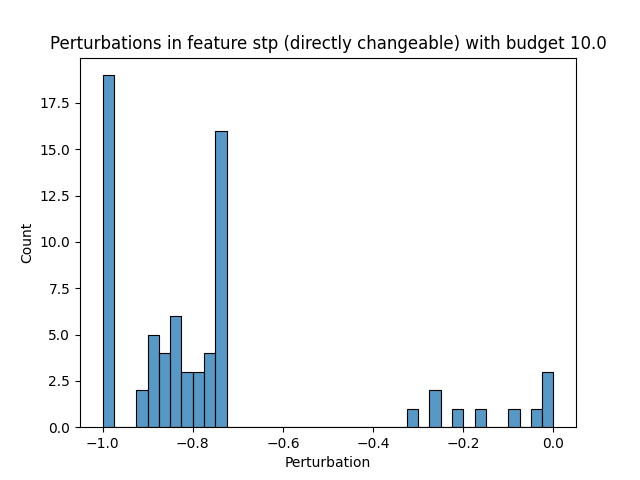 Perturbations in feature stp (directly changeable) with budget 10.0
17.5
15.0
12.5
10.0
7.5
5.0
2.5
0.0
Count
−1.0 −0.8 −0.6 −0.4 −0.2 0.0
Perturbation